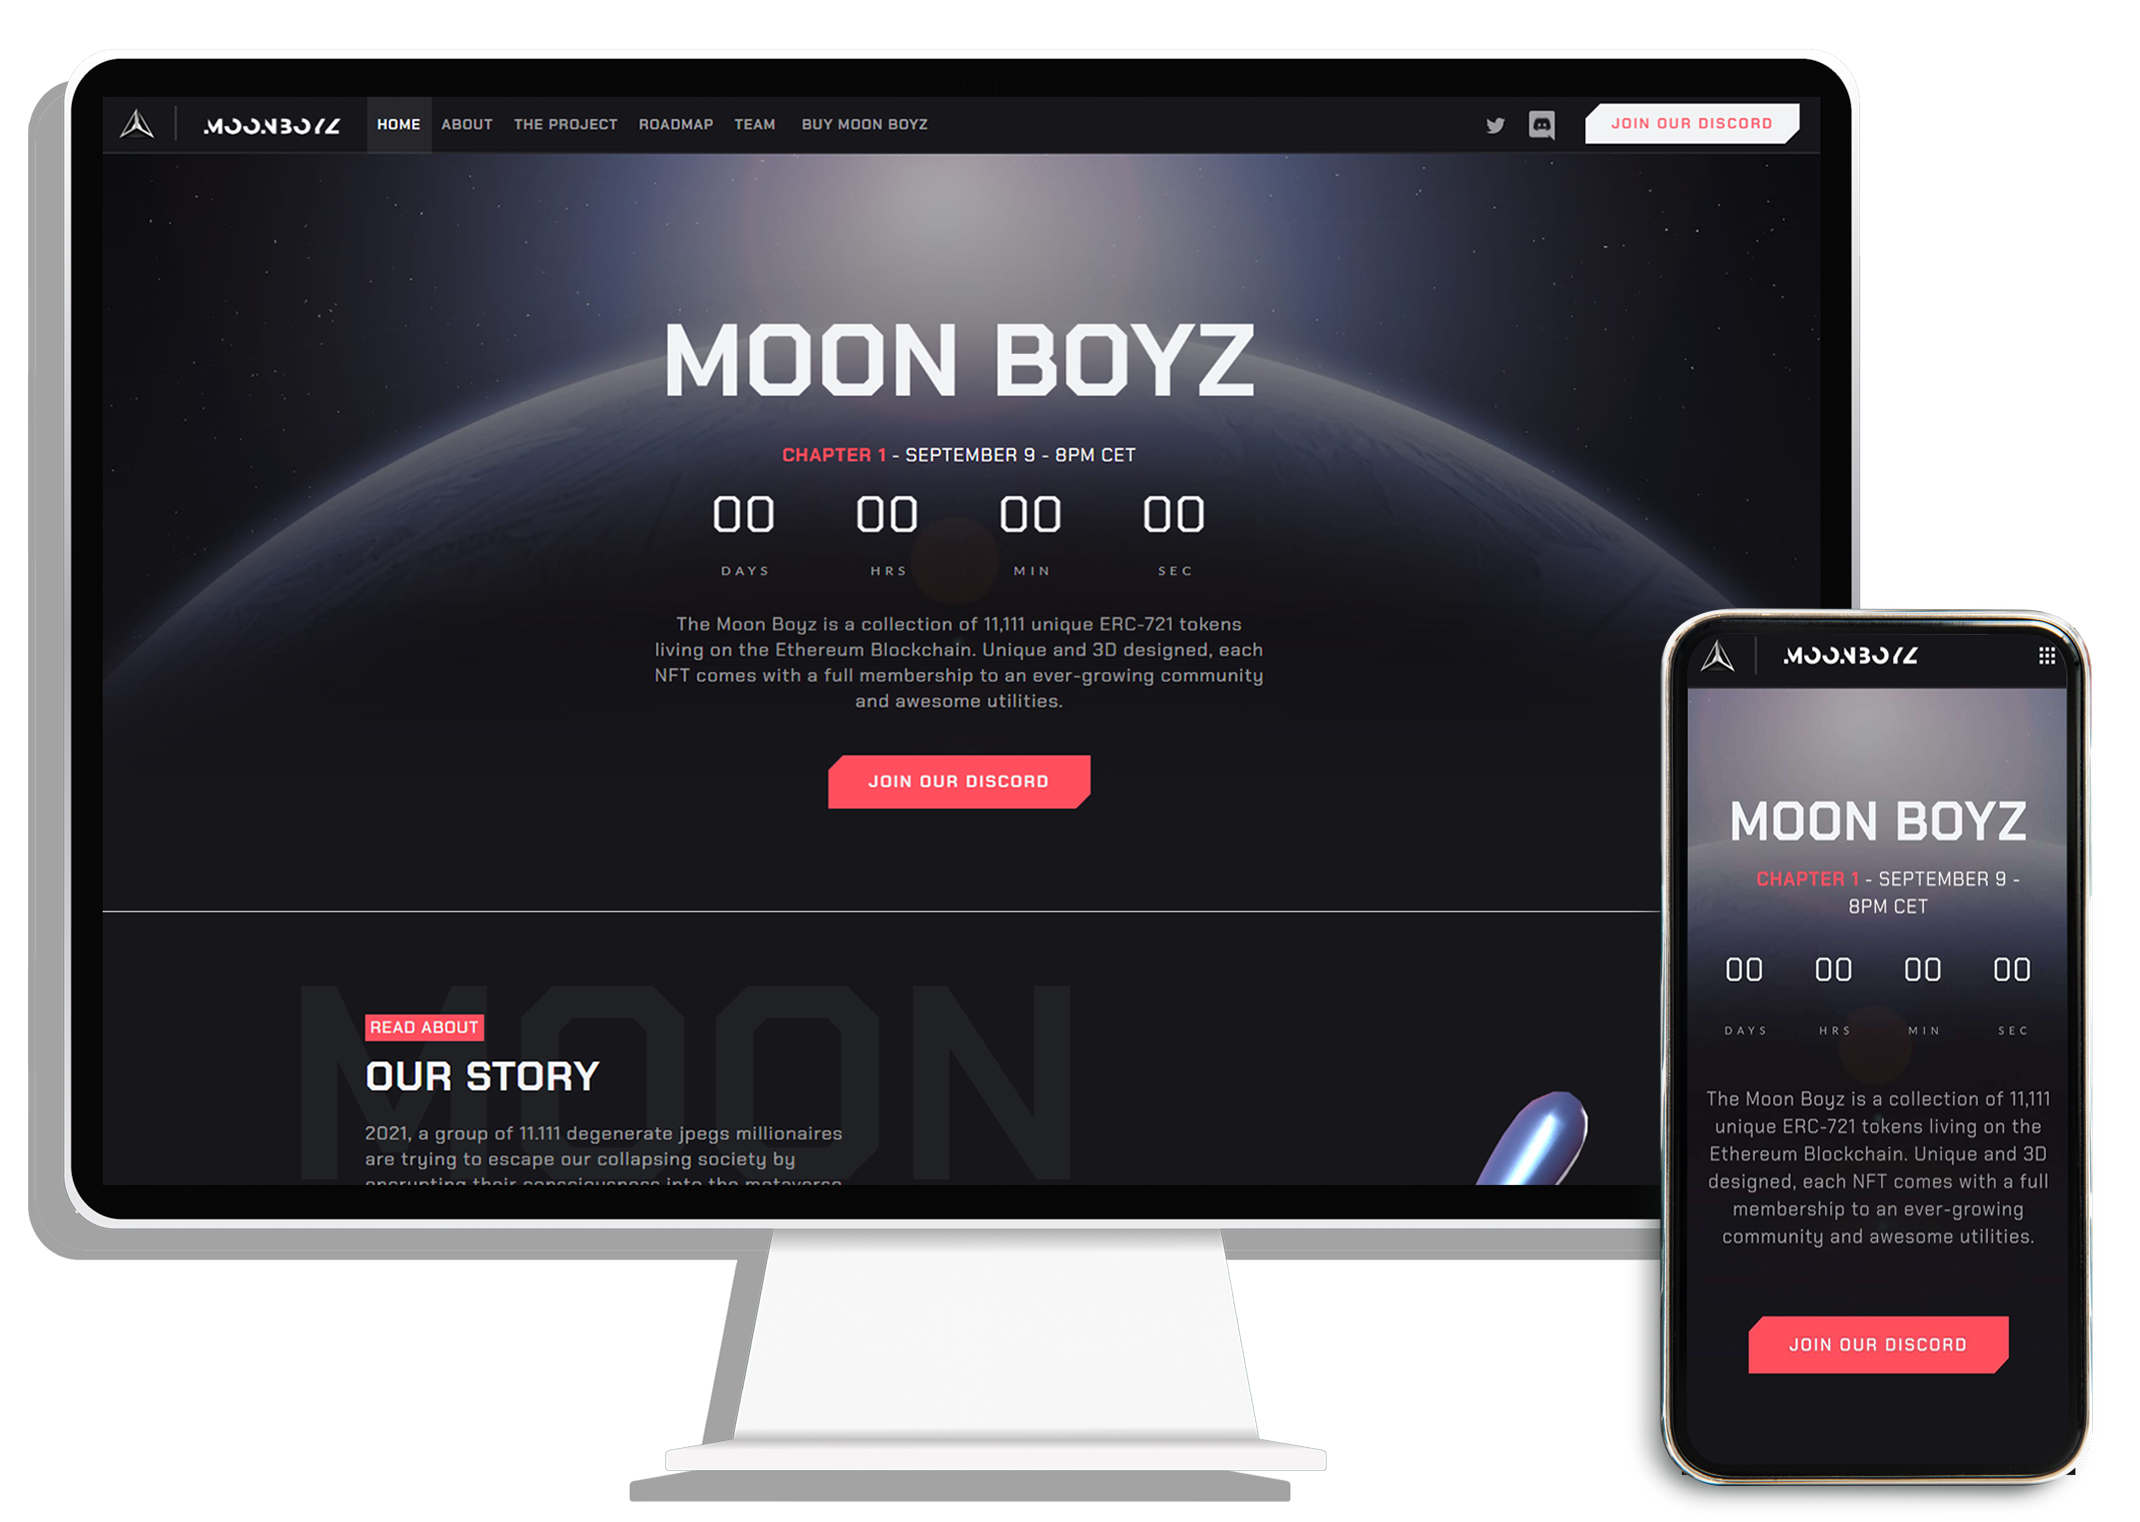 MOONBOYZ HOME ABOUT THE PROJECT ROADMAP TEAM BUY MOON BOYZ JOIN OUR DISCORD
MOON BOYZ
CHAPTER 1 - SEPTEMBER 9 - 8PM CET
00 00 00 00
DAYS HRS MIN SEC
The Moon Boyz is a collection of 11,111 unique ERC-721 tokens
living on the Ethereum Blockchain. Unique and 3D designed, each
NFT comes with a full membership to an ever-growing community
and awesome utilities.
JOIN OUR DISCORD
MOON
READ ABOUT
OUR STORY
2021, a group of 11.111 degenerate jpegs millionaires
are trying to escape our collapsing society by
encrypting their consciousness into the metaverse
MOONBOYZ
MOON BOYZ
CHAPTER 1 - SEPTEMBER 9 -
8PM CET
00 00 00 00
DAYS HRS MIN SEC
The Moon Boyz is a collection of 11,111
unique ERC-721 tokens living on the
Ethereum Blockchain. Unique and 3D
designed, each NFT comes with a full
membership to an ever-growing
community and awesome utilities.
JOIN OUR DISCORD